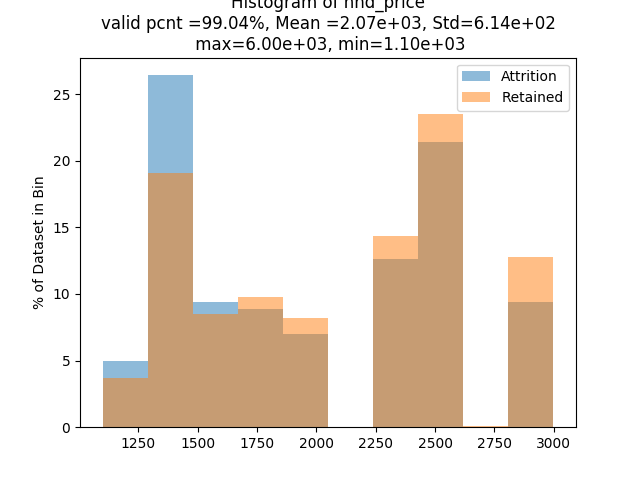 Histogram of hhd_price
valid pcnt =99.04%, Mean =2.07e+03, Std=6.14e+02
max=6.00e+03, min=1.10e+03
Attrition
Retained
% of Dataset in Bin
25
20
15
10
5
0
1250 1500 1750 2000 2250 2500 2750 3000